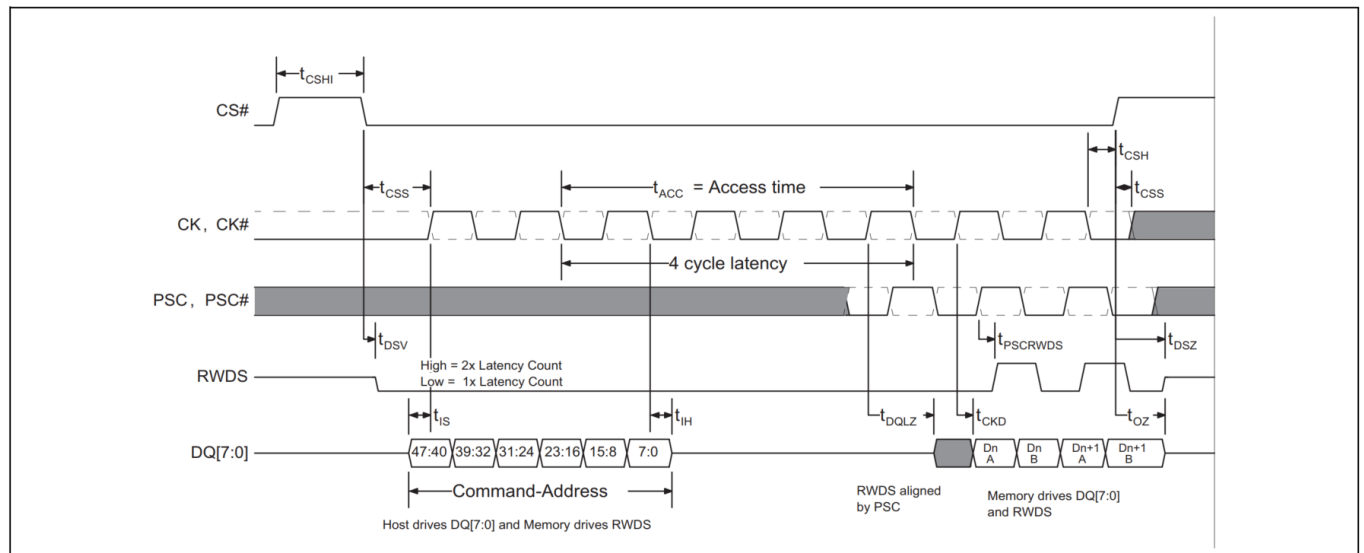 tCSHI
CS#
tCSH
tCSS
tACC = Access time
tCSS
CK, CK#
4 cycle latency
PSC, PSC#
tDSV
tPSCRWDS
tDSZ
High = 2x Latency Count
Low = 1x Latency Count
RWDS
tIS
tIH
tDQLZ
tCKD
tOZ
DQ[7:0]
47:40 39:32 31:24 23:16 15:8 7:0
Dn A
Dn B
Dn+1 A
Dn+1 B
Command-Address
RWDS aligned
by PSC
Memory drives DQ[7:0]
and RWDS
Host drives DQ[7:0] and Memory drives RWDS